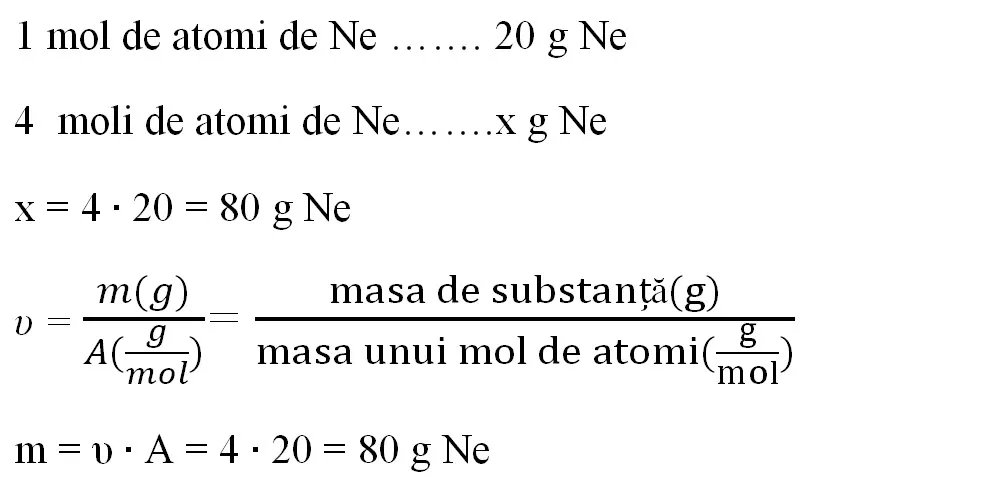 1 mol de atomi de Ne ……. 20 g Ne
4 moli de atomi de Ne…….x g Ne
x = 4 · 20 = 80 g Ne
υ = m(g)/A(g/mol) = masa de substanță(g)/masa unui mol de atomi(g/mol)
m = υ · A = 4 · 20 = 80 g Ne